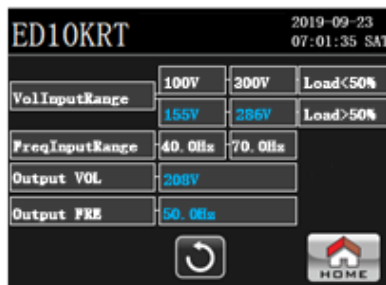 ED10KRT
2019-09-23
07:01:35 SAT
100V 300V Load<50%
VolInputRange
155V 286V Load>50%
FreqInputRange 40.0Hz 70.0Hz
Output VOL 208V
Output FRE 50.0Hz
HOME